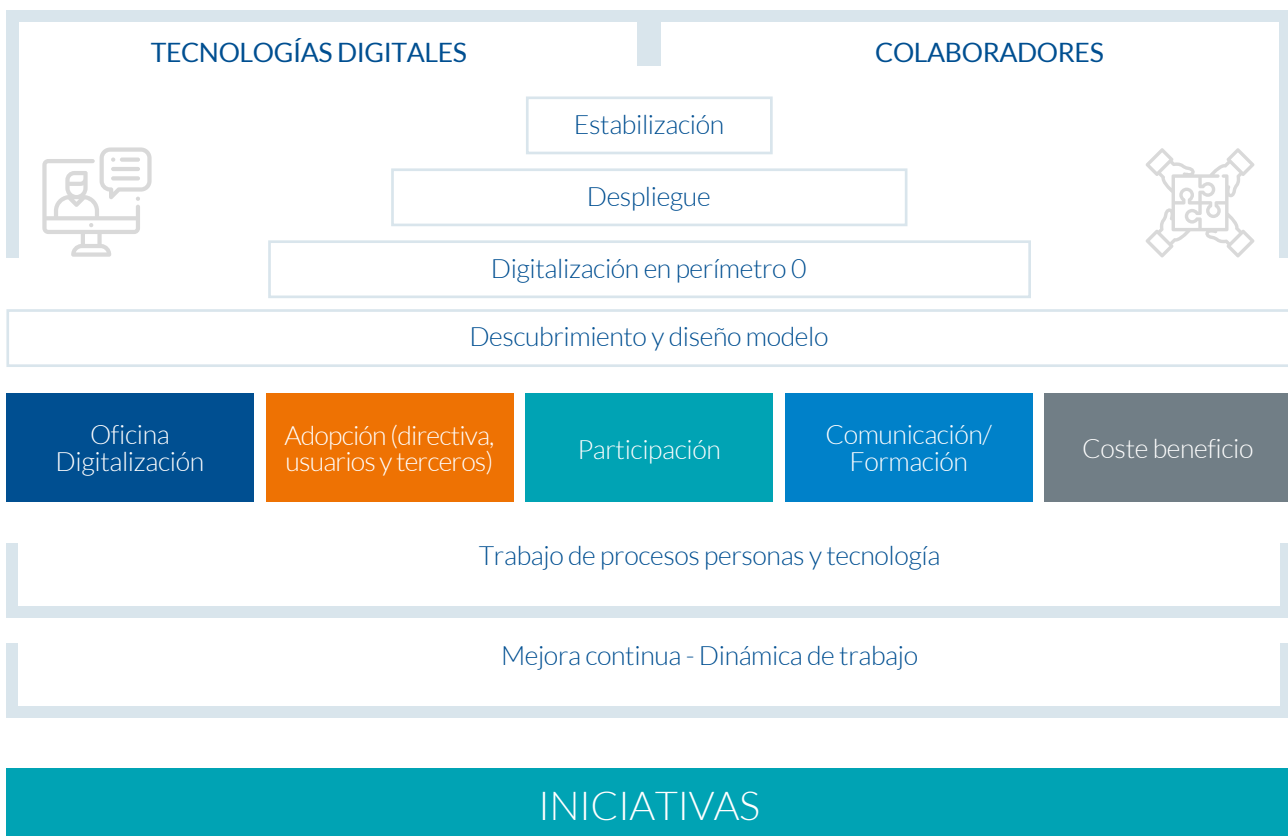 TECNOLOGÍAS DIGITALES
COLABORADORES
Estabilización
Despliegue
Digitalización en perímetro 0
Descubrimiento y diseño modelo
Oficina
Digitalización
Adopción (directiva,
usuarios y terceros)
Participación
Comunicación/
Formación
Coste beneficio
Trabajo de procesos personas y tecnología
Mejora continua - Dinámica de trabajo
INICIATIVAS